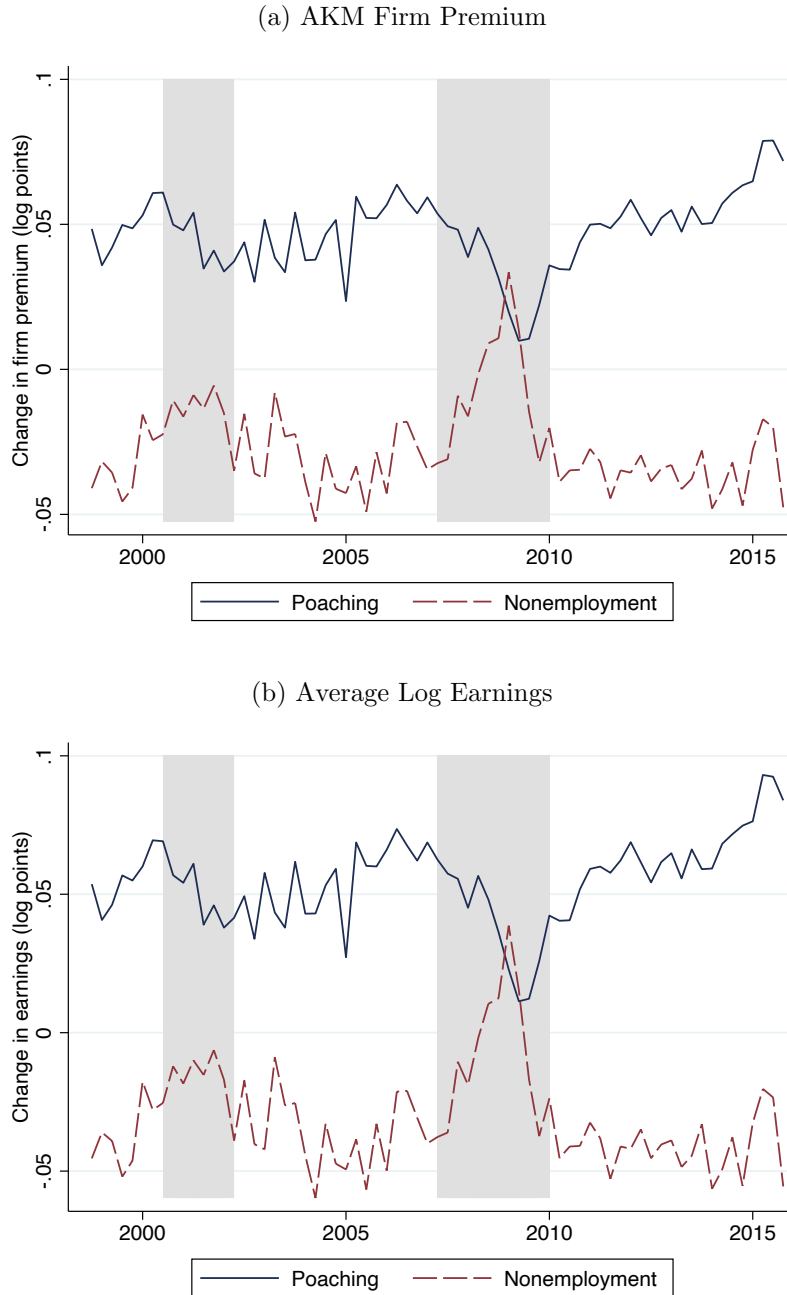 (a) AKM Firm Premium
Change in firm premium (log points)
.1
.05
0
-.05
2000 2005 2010 2015
Poaching Nonemployment
(b) Average Log Earnings
Change in earnings (log points)
.1
.05
0
-.05
2000 2005 2010 2015
Poaching Nonemployment